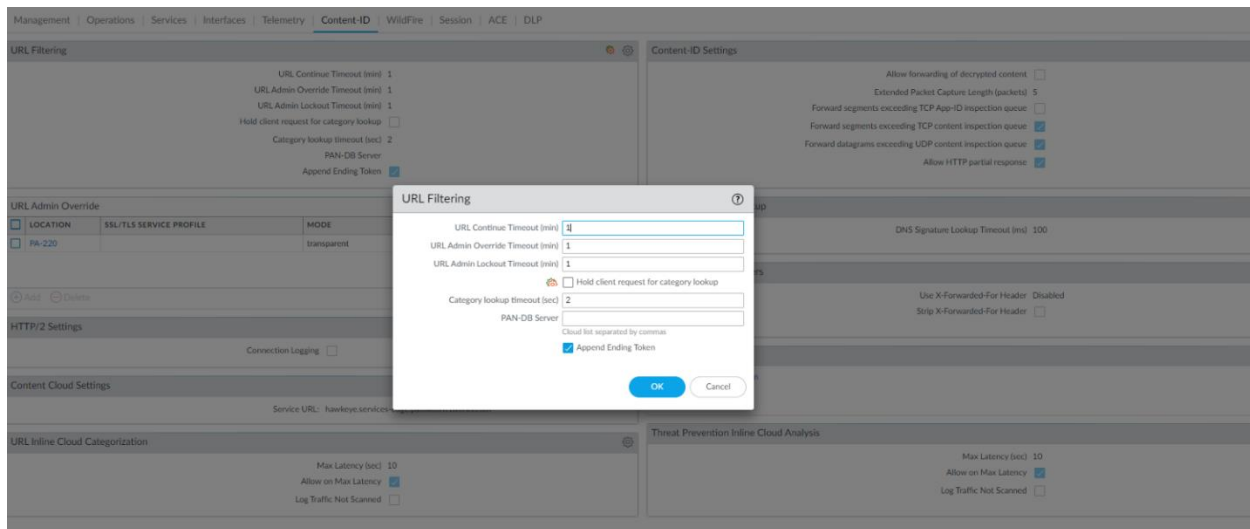 Management | Operations | Services | Interfaces | Telemetry | Content-ID | WildFire | Session | ACE | DLP
URL Filtering
URL Continue Timeout (min) 1
URL Admin Override Timeout (min) 1
URL Admin Lockout Timeout (min) 1
Hold client request for category lookup
Category lookup timeout (sec) 2
PAN-DB Server
Append Ending Token
Content-ID Settings
Allow forwarding of decrypted content
Extended Packet Capture Length (packets) 5
Forward segments exceeding TCP App-ID inspection queue
Forward segments exceeding TCP content inspection queue
Forward datagrams exceeding UDP content inspection queue
Allow HTTP partial response
URL Admin Override
LOCATION SSL/TLS SERVICE PROFILE MODE
PA-220 transparent
Add Delete
DNS Signature Lookup Timeout (ms) 100
Use X-Forwarded-For Header Disabled
Strip X-Forwarded-For Header
HTTP/2 Settings
Connection Logging
Content Cloud Settings
Service URL: hawkeye.services-
URL Inline Cloud Categorization
Max Latency (sec) 10
Allow on Max Latency
Log Traffic Not Scanned
Threat Prevention Inline Cloud Analysis
Max Latency (sec) 10
Allow on Max Latency
Log Traffic Not Scanned
URL Filtering
URL Continue Timeout (min) 1
URL Admin Override Timeout (min) 1
URL Admin Lockout Timeout (min) 1
Hold client request for category lookup
Category lookup timeout (sec) 2
PAN-DB Server
Cloud list separated by commas
Append Ending Token
OK Cancel